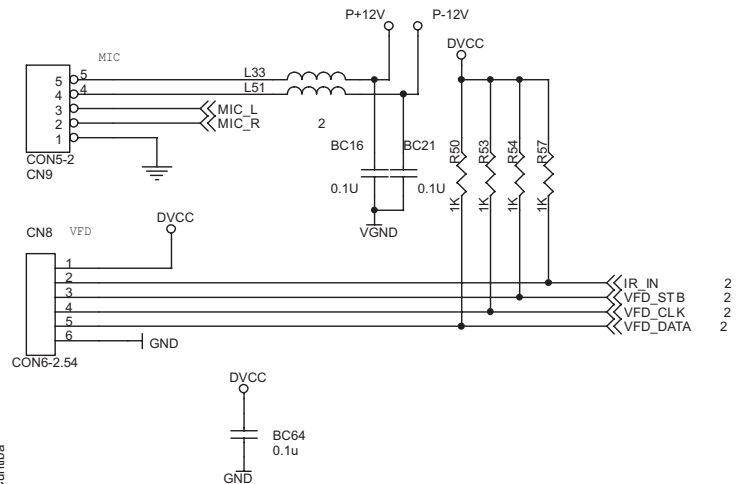 P+12V P-12V
DVCC
MIC
5 5 L33
4 4 L51
3 MIC_L
2 MIC_R 2
1
CON5-2
CN9
BC16 BC21
0.1U 0.1U
VGND
R50 R53 R54 R57
1K 1K 1K 1K
CN8 VFD
DVCC
1
2 IR_IN 2
3 VFD_STB 2
4 VFD_CLK 2
5 VFD_DATA 2
6 GND
CON6-2.54
DVCC
BC64
0.1u
GND